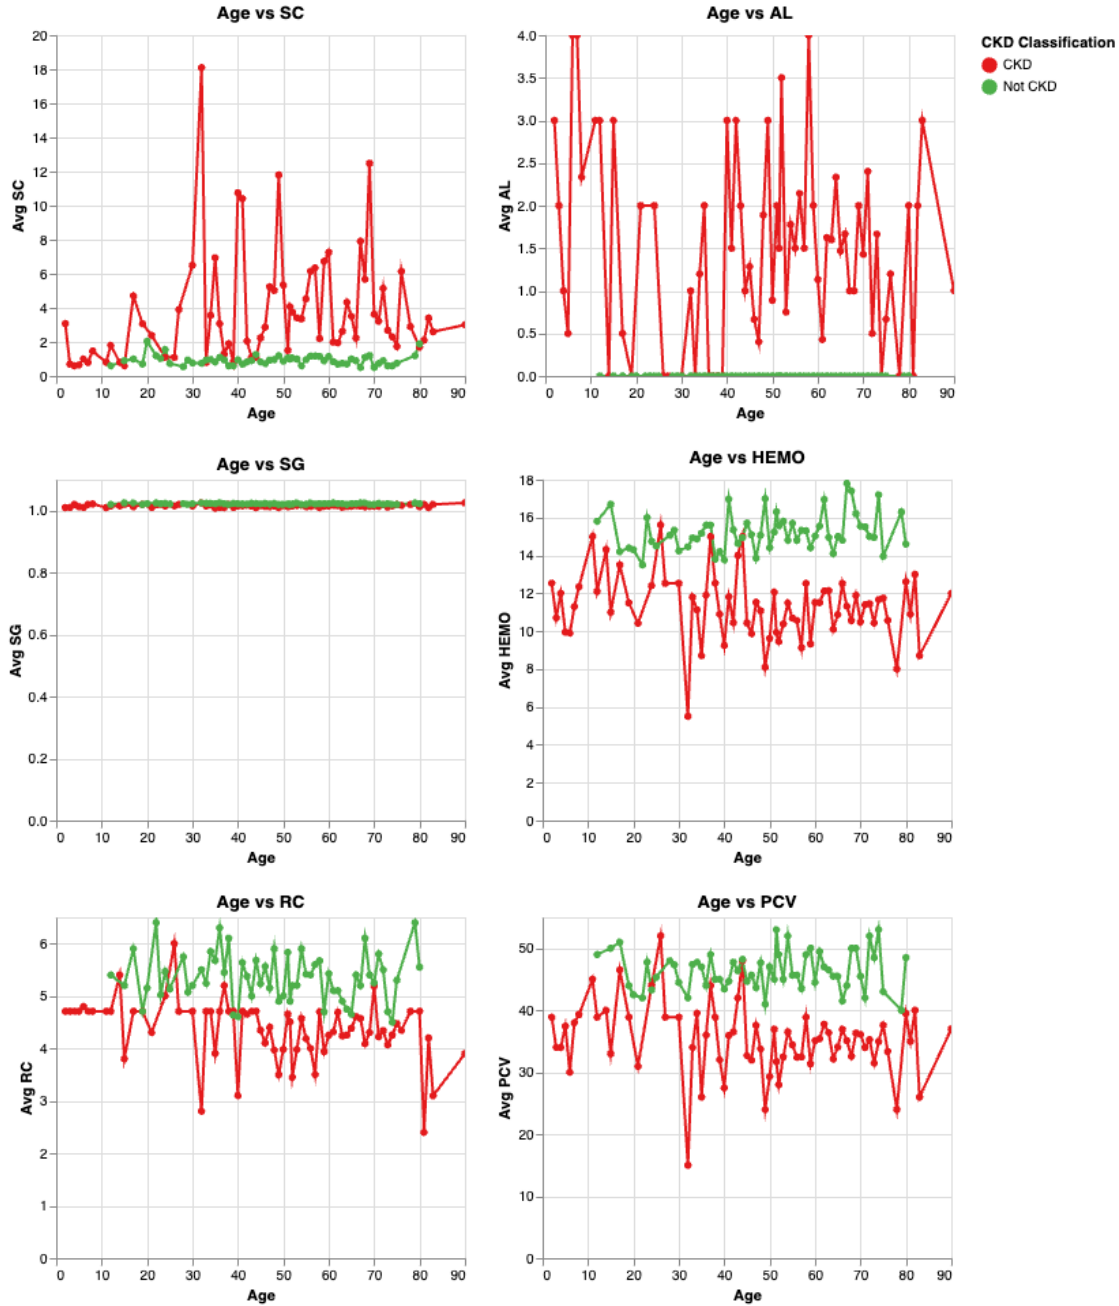 Age vs SC
Avg SC
20
18
16
14
12
10
8
6
4
2
0
0 10 20 30 40 50 60 70 80 90
Age
Age vs AL
Avg AL
4.0
3.5
3.0
2.5
2.0
1.5
1.0
0.5
0.0
0 10 20 30 40 50 60 70 80 90
Age
CKD Classification
CKD
Not CKD
Age vs SG
Avg SG
1.0
0.8
0.6
0.4
0.2
0.0
0 10 20 30 40 50 60 70 80 90
Age
Age vs HEMO
Avg HEMO
18
16
14
12
10
8
6
4
2
0
0 10 20 30 40 50 60 70 80 90
Age
Age vs RC
Avg RC
6
5
4
3
2
1
0
0 10 20 30 40 50 60 70 80 90
Age
Age vs PCV
Avg PCV
50
40
30
20
10
0
0 10 20 30 40 50 60 70 80 90
Age